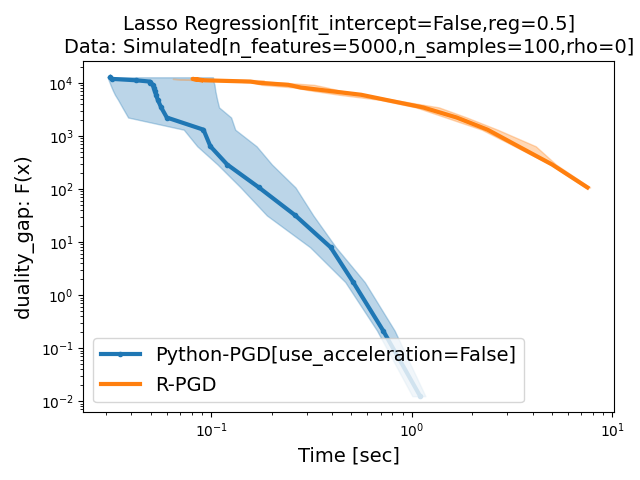 Lasso Regression[fit_intercept=False,reg=0.5]
Data: Simulated[n_features=5000,n_samples=100,rho=0]
duality_gap: F(x)
10⁴
10³
10²
10¹
10⁰
10⁻¹
10⁻²
Python-PGD[use_acceleration=False]
R-PGD
10⁻¹
10⁰
10¹
Time [sec]